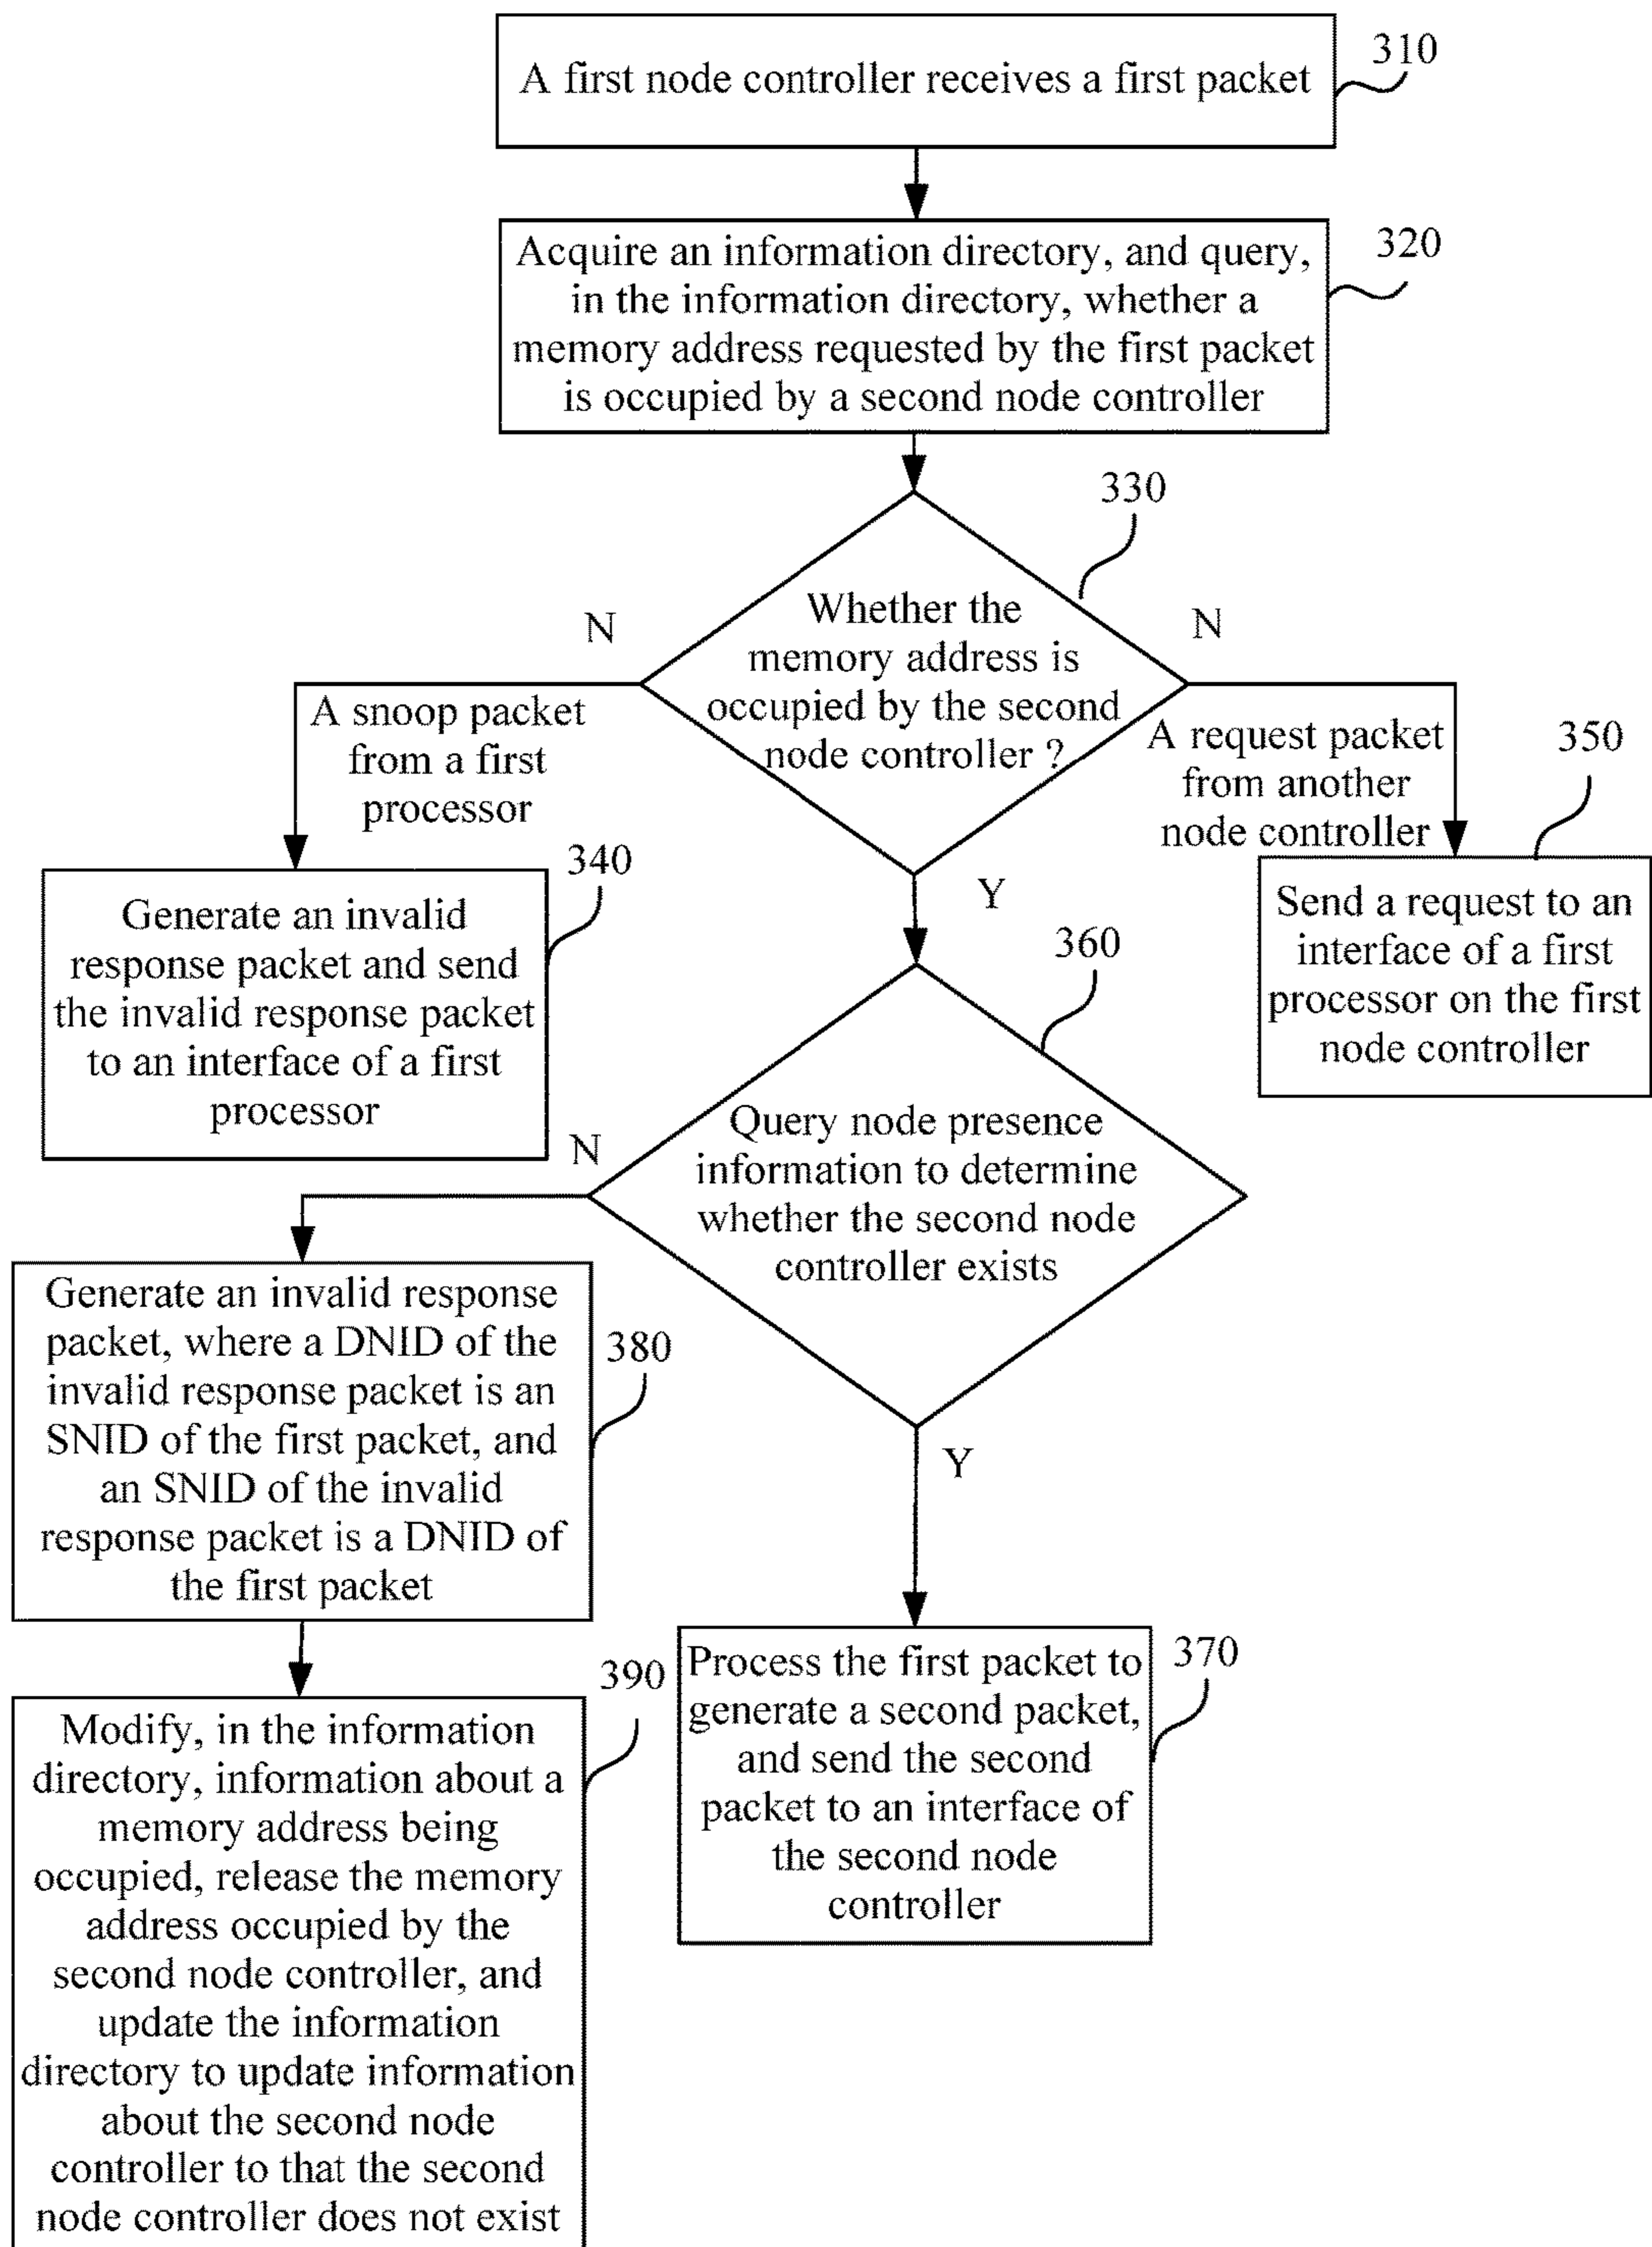 A first node controller receives a first packet
310
Acquire an information directory, and query,
in the information directory, whether a
memory address requested by the first packet
is occupied by a second node controller
320
330
Whether the
memory address is
occupied by the second
node controller ?
N
N
A snoop packet
from a first
processor
A request packet
from another
node controller
350
340
Generate an invalid
response packet and send
the invalid response packet
to an interface of a first
processor
Send a request to an
interface of a first
processor on the first
node controller
Y
360
Query node presence
information to determine
whether the second node
controller exists
N
Generate an invalid response
packet, where a DNID of the
invalid response packet is an
SNID of the first packet, and
an SNID of the invalid
response packet is a DNID of
the first packet
380
Y
370
Process the first packet to
generate a second packet,
and send the second
packet to an interface of
the second node
controller
390
Modify, in the information
directory, information about a
memory address being
occupied, release the memory
address occupied by the
second node controller, and
update the information
directory to update information
about the second node
controller to that the second
node controller does not exist